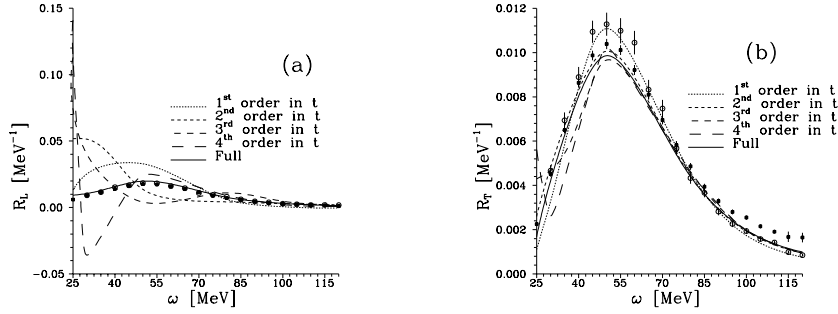 0.15
0.10
0.05
0.00
−0.05
R_L [MeV⁻¹]
(a)
1ˢᵗ order in t
2ⁿᵈ order in t
3ʳᵈ order in t
4ᵗʰ order in t
Full
25 40 55 70 85 100 115
ω [MeV]
0.012
0.010
0.008
0.006
0.004
0.002
0.000
R_T [MeV⁻¹]
(b)
1ˢᵗ order in t
2ⁿᵈ order in t
3ʳᵈ order in t
4ᵗʰ order in t
Full
25 40 55 70 85 100 115
ω [MeV]